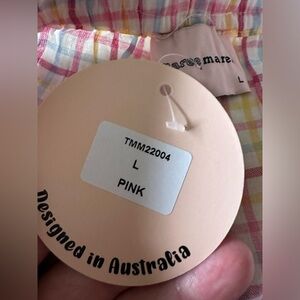 L
TMM22004
L
PINK
Designed in Australia